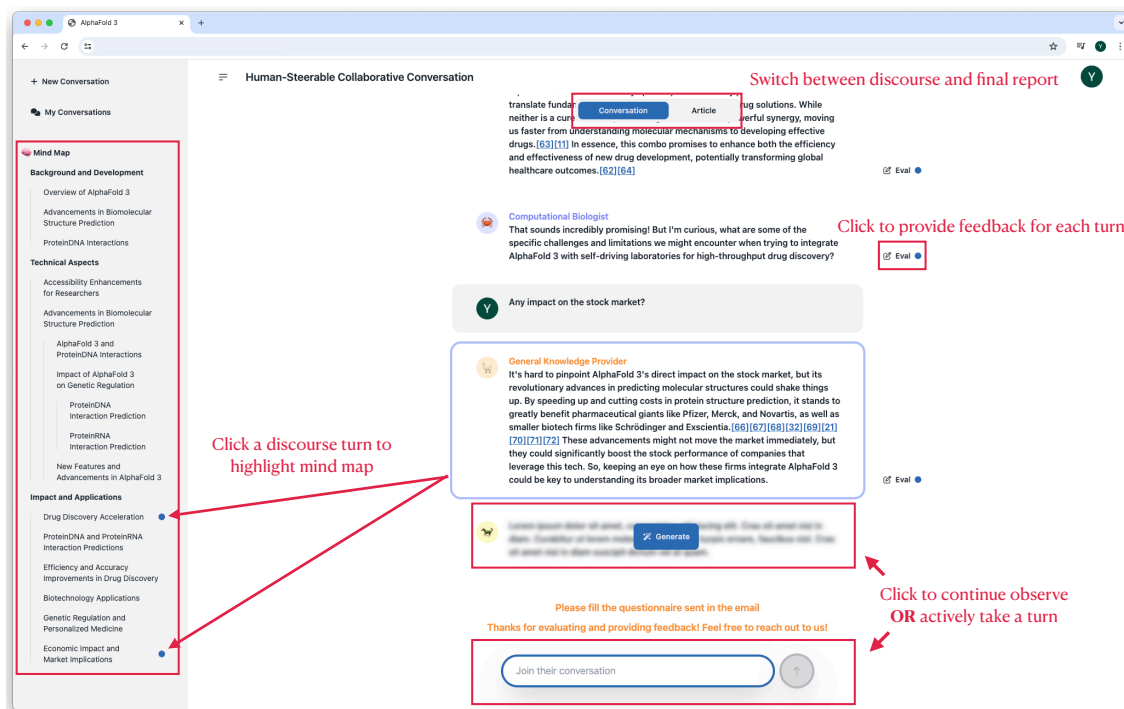 AlphaFold 3
+ New Conversation
My Conversations
Mind Map
Background and Development
Overview of AlphaFold 3
Advancements in Biomolecular
Structure Prediction
ProteinDNA Interactions
Technical Aspects
Accessibility Enhancements
for Researchers
Advancements in Biomolecular
Structure Prediction
AlphaFold 3 and
ProteinDNA Interactions
Impact of AlphaFold 3
on Genetic Regulation
ProteinDNA
Interaction Prediction
ProteinRNA
Interaction Prediction
New Features and
Advancements in AlphaFold 3
Impact and Applications
Drug Discovery Acceleration
ProteinDNA and ProteinRNA
Interaction Predictions
Efficiency and Accuracy
Improvements in Drug Discovery
Biotechnology Applications
Genetic Regulation and
Personalized Medicine
Economic Impact and
Market Implications
Human-Steerable Collaborative Conversation
Switch between discourse and final report
Y
Y
Conversation
Article
translate rug solutions. While
neither is a cure erful synergy, moving
us faster from understanding molecular mechanisms to developing effective
drugs.[63][11] In essence, this combo promises to enhance both the efficiency
and effectiveness of new drug development, potentially transforming global
healthcare outcomes.[62][64]
Eval
Computational Biologist
That sounds incredibly promising! But I'm curious, what are some of the
specific challenges and limitations we might encounter when trying to integrate
AlphaFold 3 with self-driving laboratories for high-throughput drug discovery?
Click to provide feedback for each turn
Eval
Y
Any impact on the stock market?
General Knowledge Provider
It's hard to pinpoint AlphaFold 3's direct impact on the stock market, but its
revolutionary advances in predicting molecular structures could shake things
up. By speeding up and cutting costs in protein structure prediction, it stands to
greatly benefit pharmaceutical giants like Pfizer, Merck, and Novartis, as well as
smaller biotech firms like Schrödinger and Exscientia.[66][67][68][32][69][21]
[70][71][72] These advancements might not move the market immediately, but
they could significantly boost the stock performance of companies that
leverage this tech. So, keeping an eye on how these firms integrate AlphaFold 3
could be key to understanding its broader market implications.
Eval
Click a discourse turn to
highlight mind map
Generate
Click to continue observe
OR actively take a turn
Please fill the questionnaire sent in the email
Thanks for evaluating and providing feedback! Feel free to reach out to us!
Join their conversation